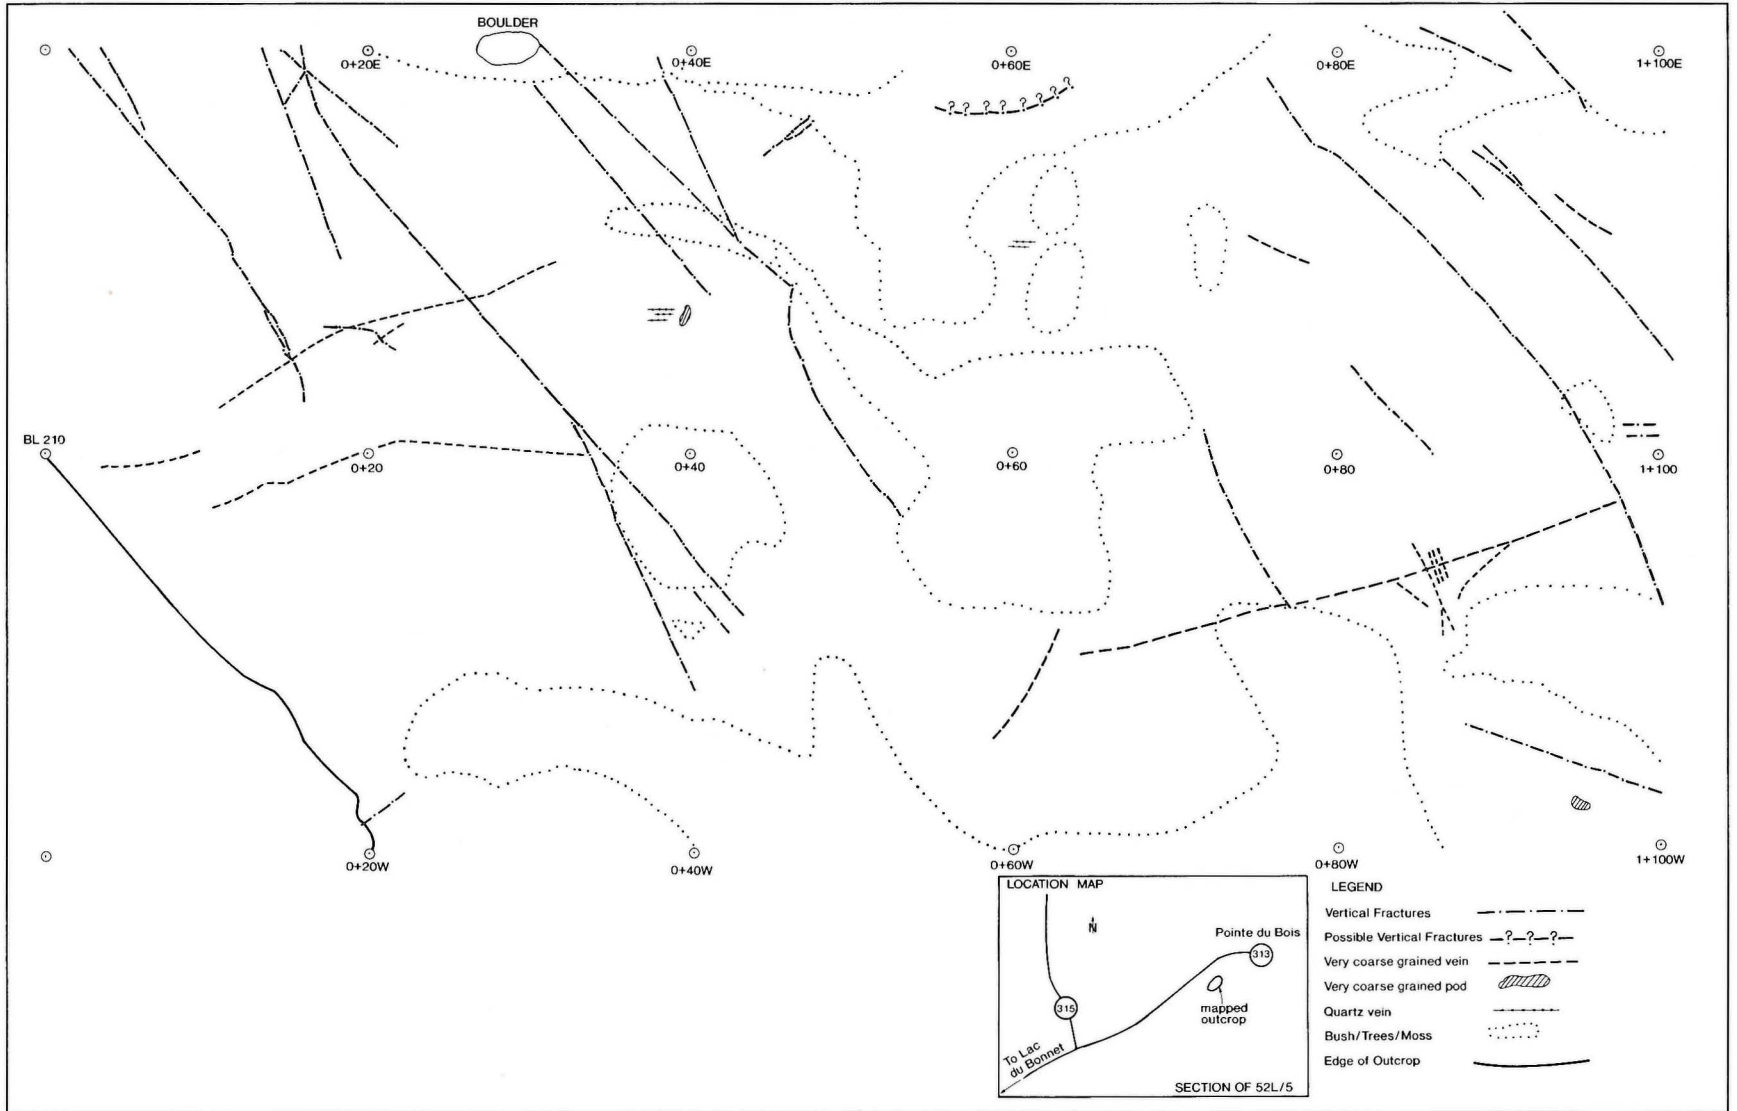 BOULDER
0+20E
0+40E
0+60E
0+80E
1+100E
? ? ? ? ? ? ? ?
BL 210
0+20
0+40
0+60
0+80
1+100
0+20W
0+40W
0+60W
0+80W
1+100W
LOCATION MAP
N
Pointe du Bois
313
315
mapped
outcrop
To Lac
du Bonnet
SECTION OF 52L/5
LEGEND
Vertical Fractures
Possible Vertical Fractures
? ? ?
Very coarse grained vein
Very coarse grained pod
Quartz vein
Bush/Trees/Moss
Edge of Outcrop